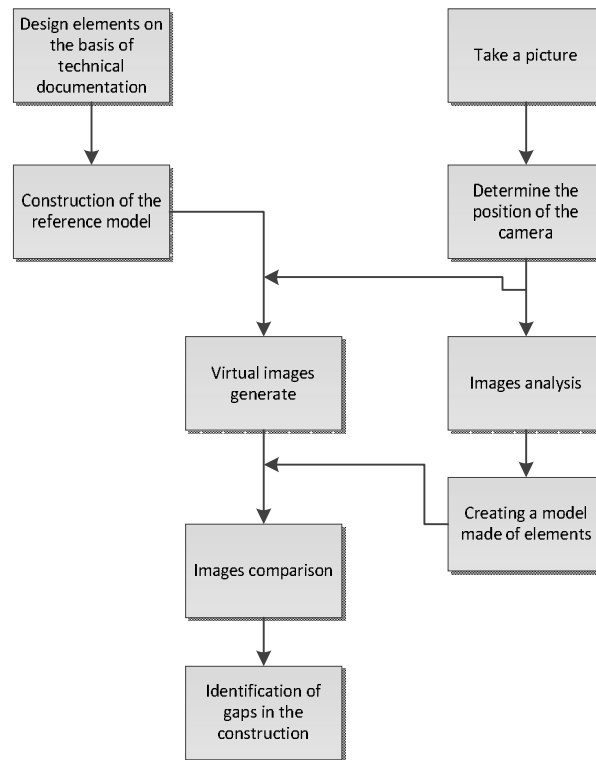 Design elements on
the basis of
technical
documentation
Take a picture
Construction of the
reference model
Determine the
position of the
camera
Virtual images
generate
Images analysis
Creating a model
made of elements
Images comparison
Identification of
gaps in the
construction